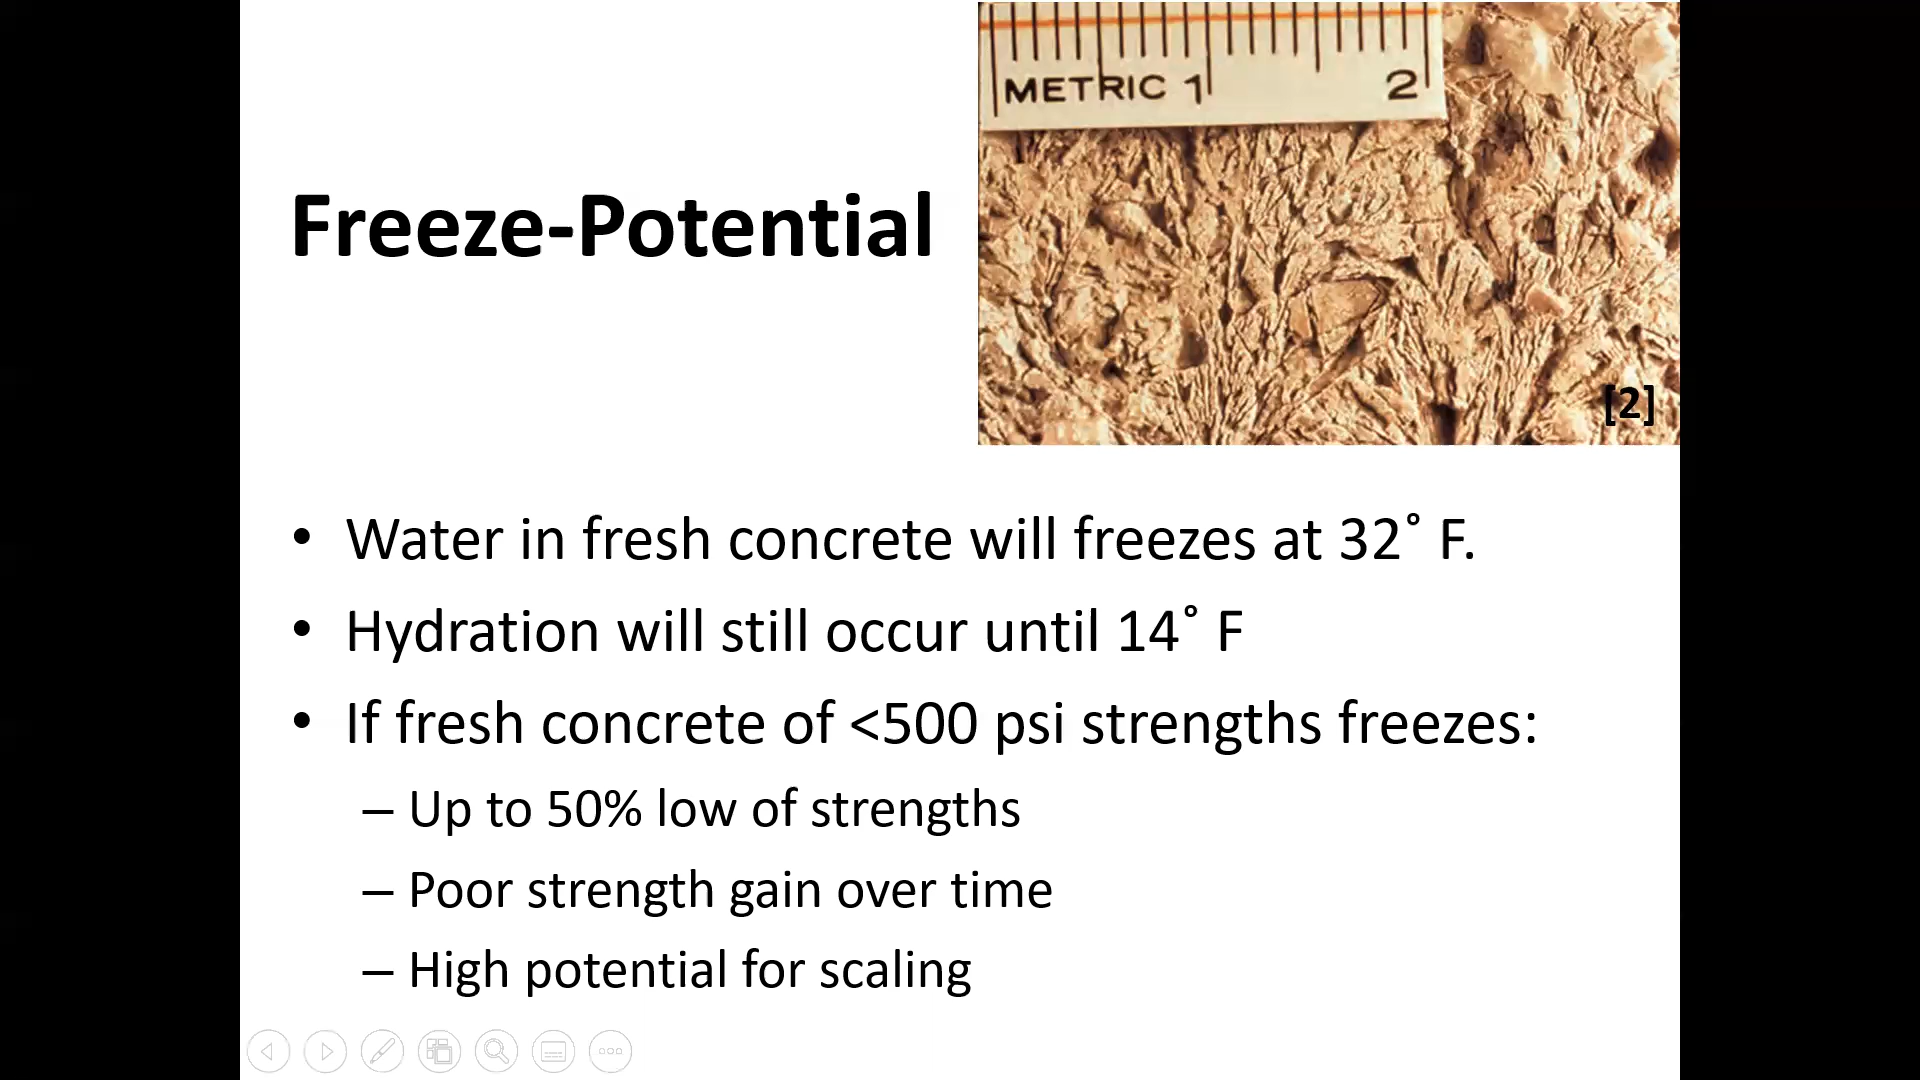 METRIC 1 2
Freeze-Potential
[2]
• Water in fresh concrete will freezes at 32˚ F.
• Hydration will still occur until 14˚ F
• If fresh concrete of <500 psi strengths freezes:
– Up to 50% low of strengths
– Poor strength gain over time
– High potential for scaling